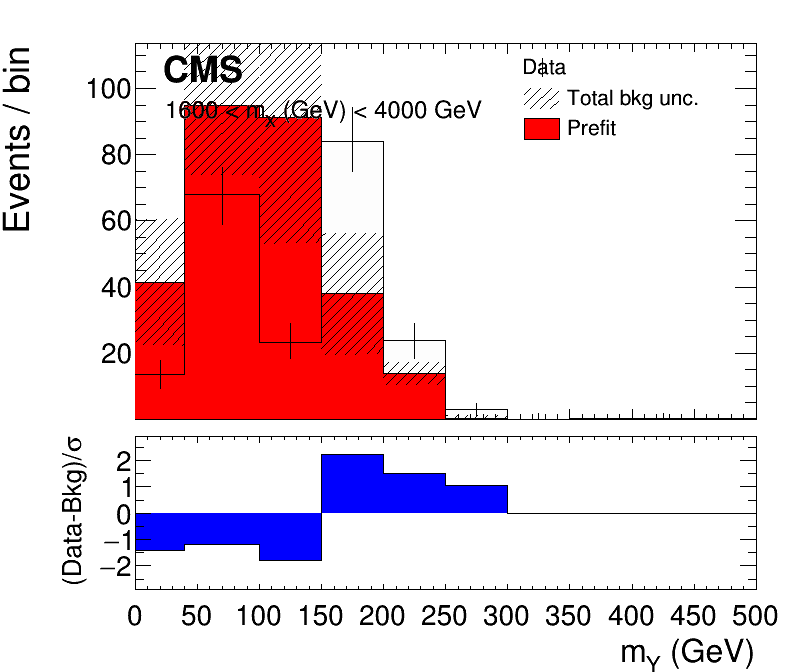 CMS
1600 < mX (GeV) < 4000 GeV
Data
Total bkg unc.
Prefit
Events / bin
100
80
60
40
20
(Data-Bkg)/σ
2
1
0
−1
−2
0 50 100 150 200 250 300 350 400 450 500
mY (GeV)